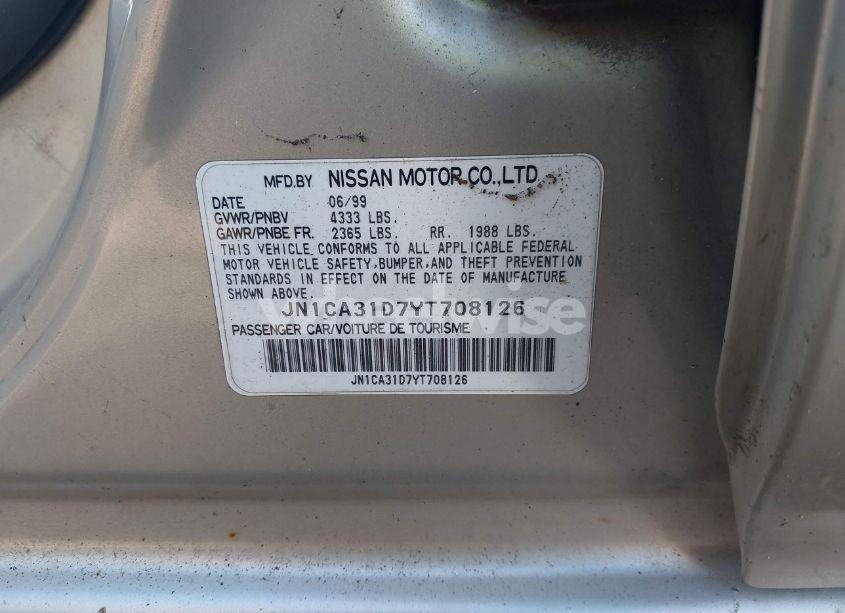 MFD.BY NISSAN MOTOR CO.,LTD.
DATE 06/99
GVWR/PNBV 4333 LBS.
GAWR/PNBE FR. 2365 LBS. RR. 1988 LBS.
THIS VEHICLE CONFORMS TO ALL APPLICABLE FEDERAL
MOTOR VEHICLE SAFETY,BUMPER,AND THEFT PREVENTION
STANDARDS IN EFFECT ON THE DATE OF MANUFACTURE
SHOWN ABOVE.
JN1CA31D7YT708126
PASSENGER CAR/VOITURE DE TOURISME
JN1CA31D7YT708126